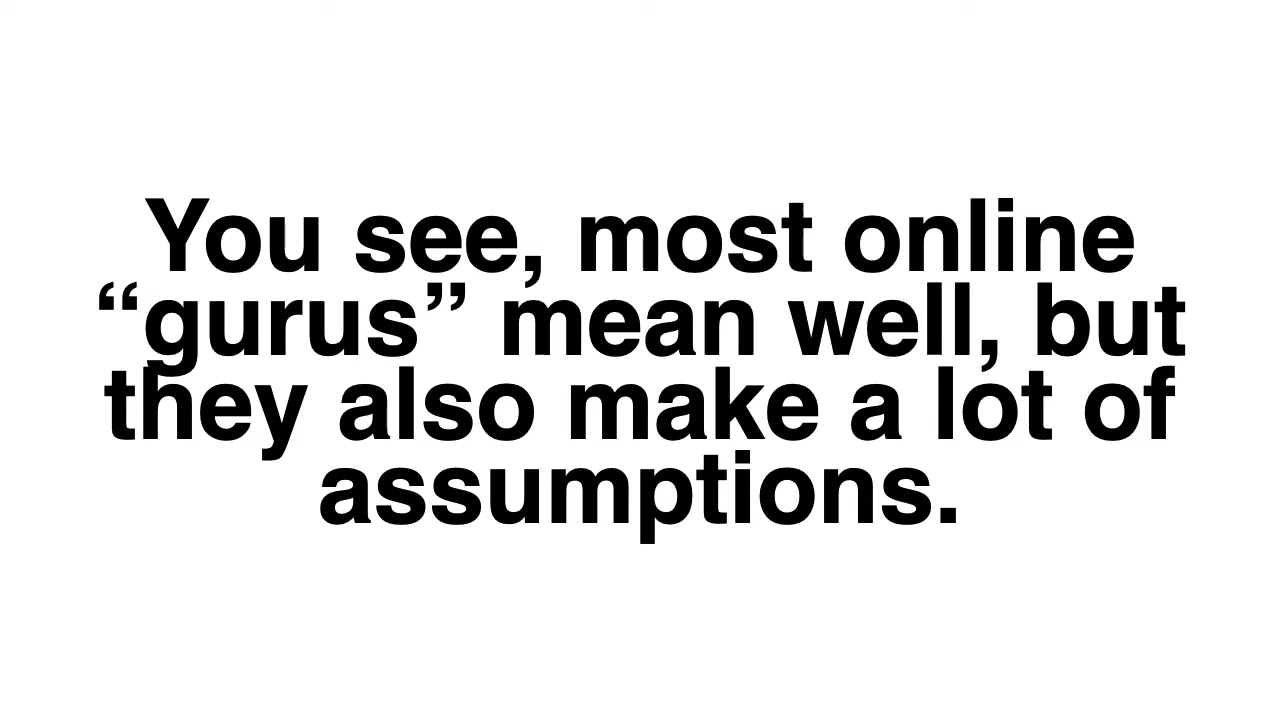 You see, most online
“gurus” mean well, but
they also make a lot of
assumptions.